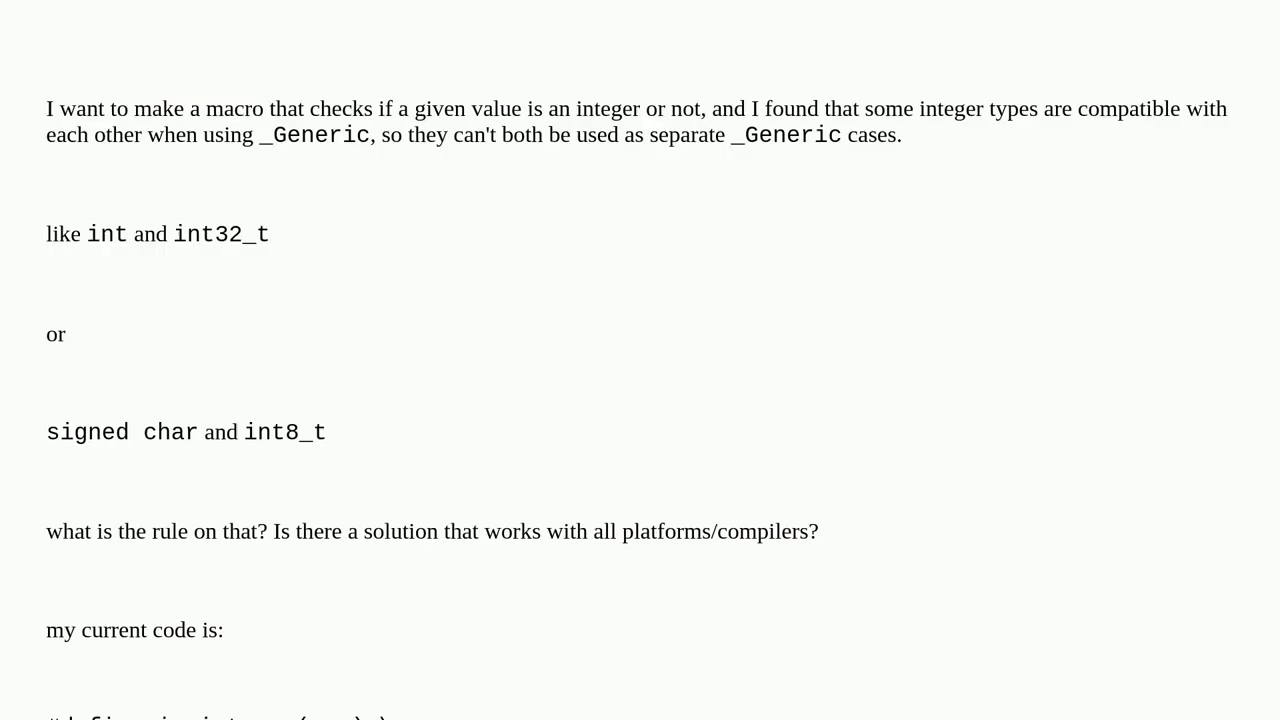 I want to make a macro that checks if a given value is an integer or not, and I found that some integer types are compatible with
each other when using _Generic, so they can't both be used as separate _Generic cases.
like int and int32_t
or
signed char and int8_t
what is the rule on that? Is there a solution that works with all platforms/compilers?
my current code is: